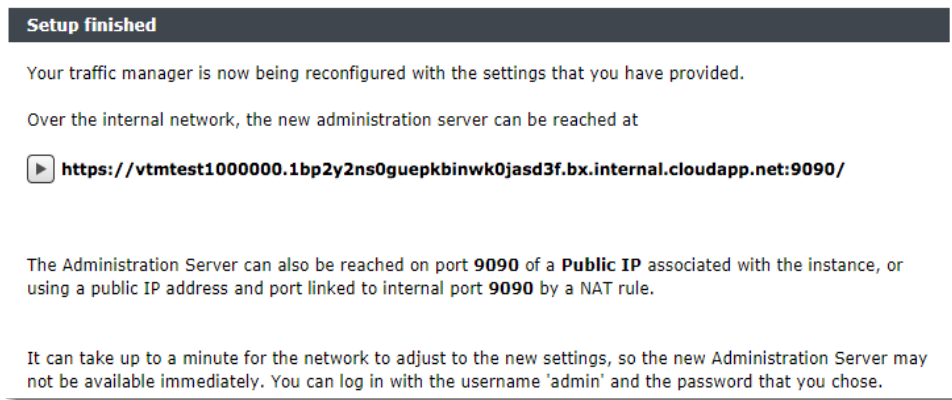 Setup finished
Your traffic manager is now being reconfigured with the settings that you have provided.
Over the internal network, the new administration server can be reached at
https://vtmtest1000000.1bp2y2ns0guepkbinwk0jasd3f.bx.internal.cloudapp.net:9090/
The Administration Server can also be reached on port 9090 of a Public IP associated with the instance, or
using a public IP address and port linked to internal port 9090 by a NAT rule.
It can take up to a minute for the network to adjust to the new settings, so the new Administration Server may
not be available immediately. You can log in with the username 'admin' and the password that you chose.